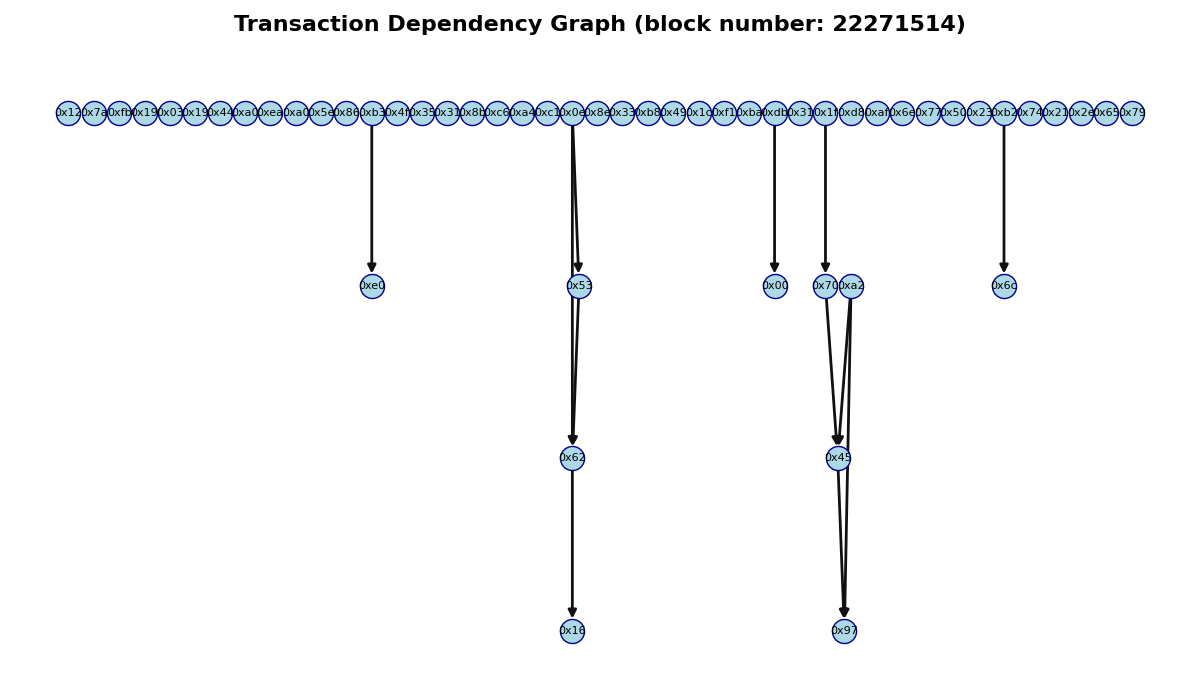 Transaction Dependency Graph (block number: 22271514)
0x12 0x7a 0xfb 0x19 0x03 0x19 0x44 0xa0 0xea 0xa0 0x5e 0x86 0xb3 0x4f 0x35 0x31 0x8b 0xc6 0xa4 0xc1 0x0e 0x8e 0x33 0xb8 0x49 0x1c 0xf1 0xba 0xdb 0x31 0x1f 0xd8 0xaf 0x6e 0x77 0x50 0x23 0xb2 0x74 0x21 0x2e 0x65 0x79
0xe0 0x53 0x00 0x70 0xa2 0x6c
0x62 0x45
0x16 0x97